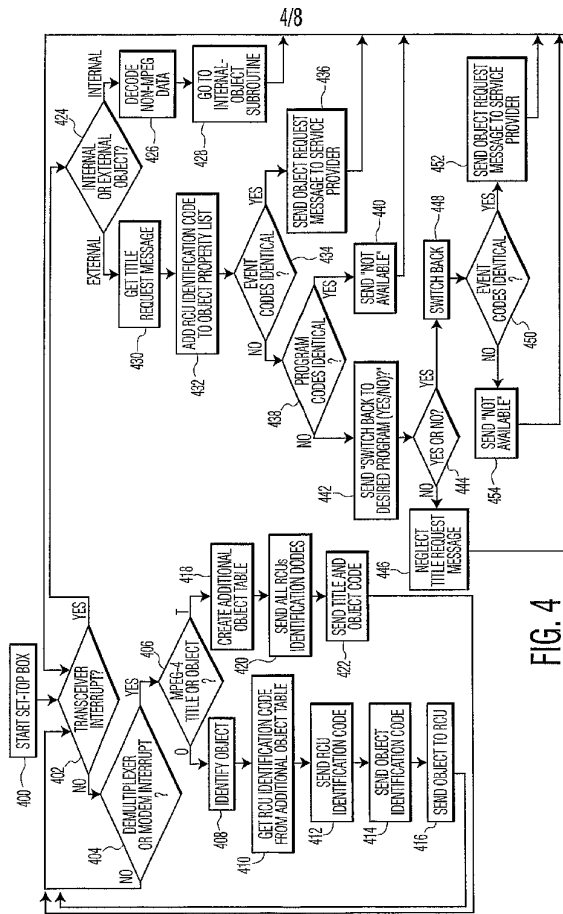 4/8
START SET-TOP BOX
400
TRANSCEIVER
INTERRUPT?
402
YES
NO
DEMULTIPLEXER
OR MODEM INTERRUPT
?
404
NO
YES
MPEG-4
TITLE OR OBJECT
?
406
O
T
IDENTIFY OBJECT
408
GET RCU IDENTIFICATION CODE
FROM ADDITIONAL OBJECT TABLE
410
SEND RCU
IDENTIFICATION CODE
412
SEND OBJECT
IDENTIFICATION CODE
414
SEND OBJECT TO RCU
416
CREATE ADDITIONAL
OBJECT TABLE
418
SEND ALL RCUs
IDENTIFICATION DODES
420
SEND TITLE AND
OBJECT CODE
422
INTERNAL
OR EXTERNAL
OBJECT?
424
EXTERNAL
INTERNAL
DECODE
NON-MPEG
DATA
426
GO TO
INTERNAL-
OBJECT
SUBROUTINE
428
GET TITLE
REQUEST MESSAGE
430
ADD RCU IDENTIFICATION CODE
TO OBJECT PROPERTY LIST
432
EVENT
CODES IDENTICAL
?
434
NO
YES
SEND OBJECT REQUEST
MESSAGE TO SERVICE
PROVIDER
436
PROGRAM
CODES IDENTICAL
?
438
NO
YES
SEND "NOT
AVAILABLE"
440
SEND "SWITCH BACK TO
DESIRED PROGRAM (YES/NO)?"
442
YES OR NO?
444
NO
YES
NEGLECT
TITLE REQUEST
MESSAGE
446
SWITCH BACK
448
EVENT
CODES IDENTICAL
?
450
NO
YES
SEND OBJECT REQUEST
MESSAGE TO SERVICE
PROVIDER
452
SEND "NOT
AVAILABLE"
454
FIG. 4